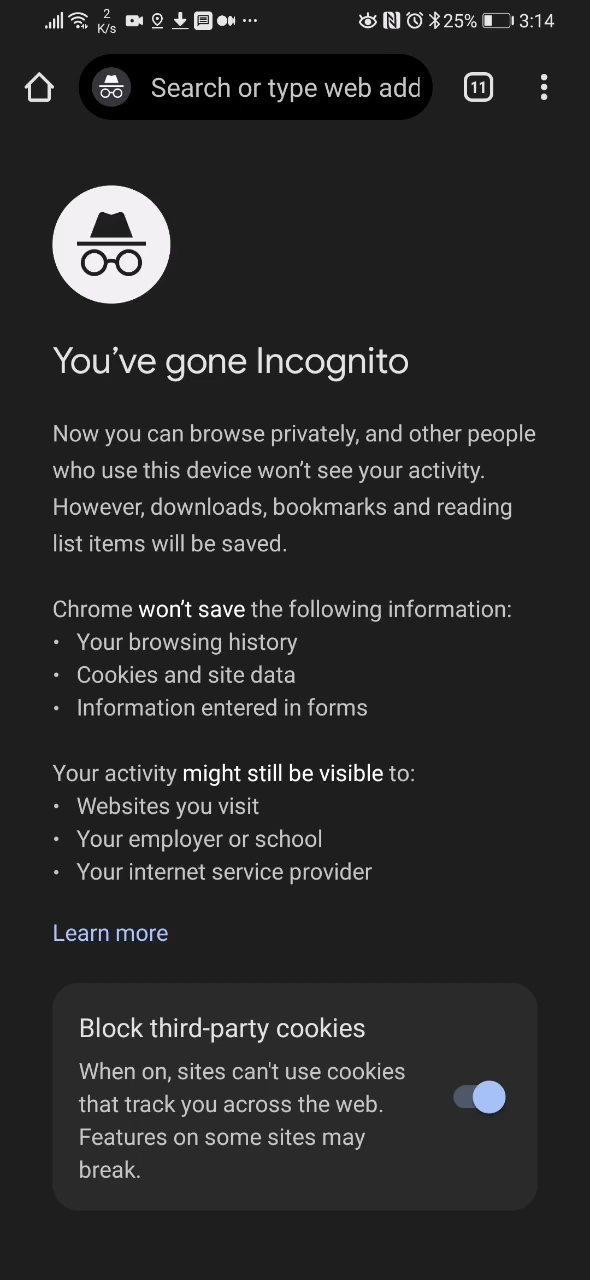 2 K/s 25% 3:14
Search or type web add 11
You've gone Incognito
Now you can browse privately, and other people
who use this device won't see your activity.
However, downloads, bookmarks and reading
list items will be saved.
Chrome won't save the following information:
• Your browsing history
• Cookies and site data
• Information entered in forms
Your activity might still be visible to:
• Websites you visit
• Your employer or school
• Your internet service provider
Learn more
Block third-party cookies
When on, sites can't use cookies
that track you across the web.
Features on some sites may
break.